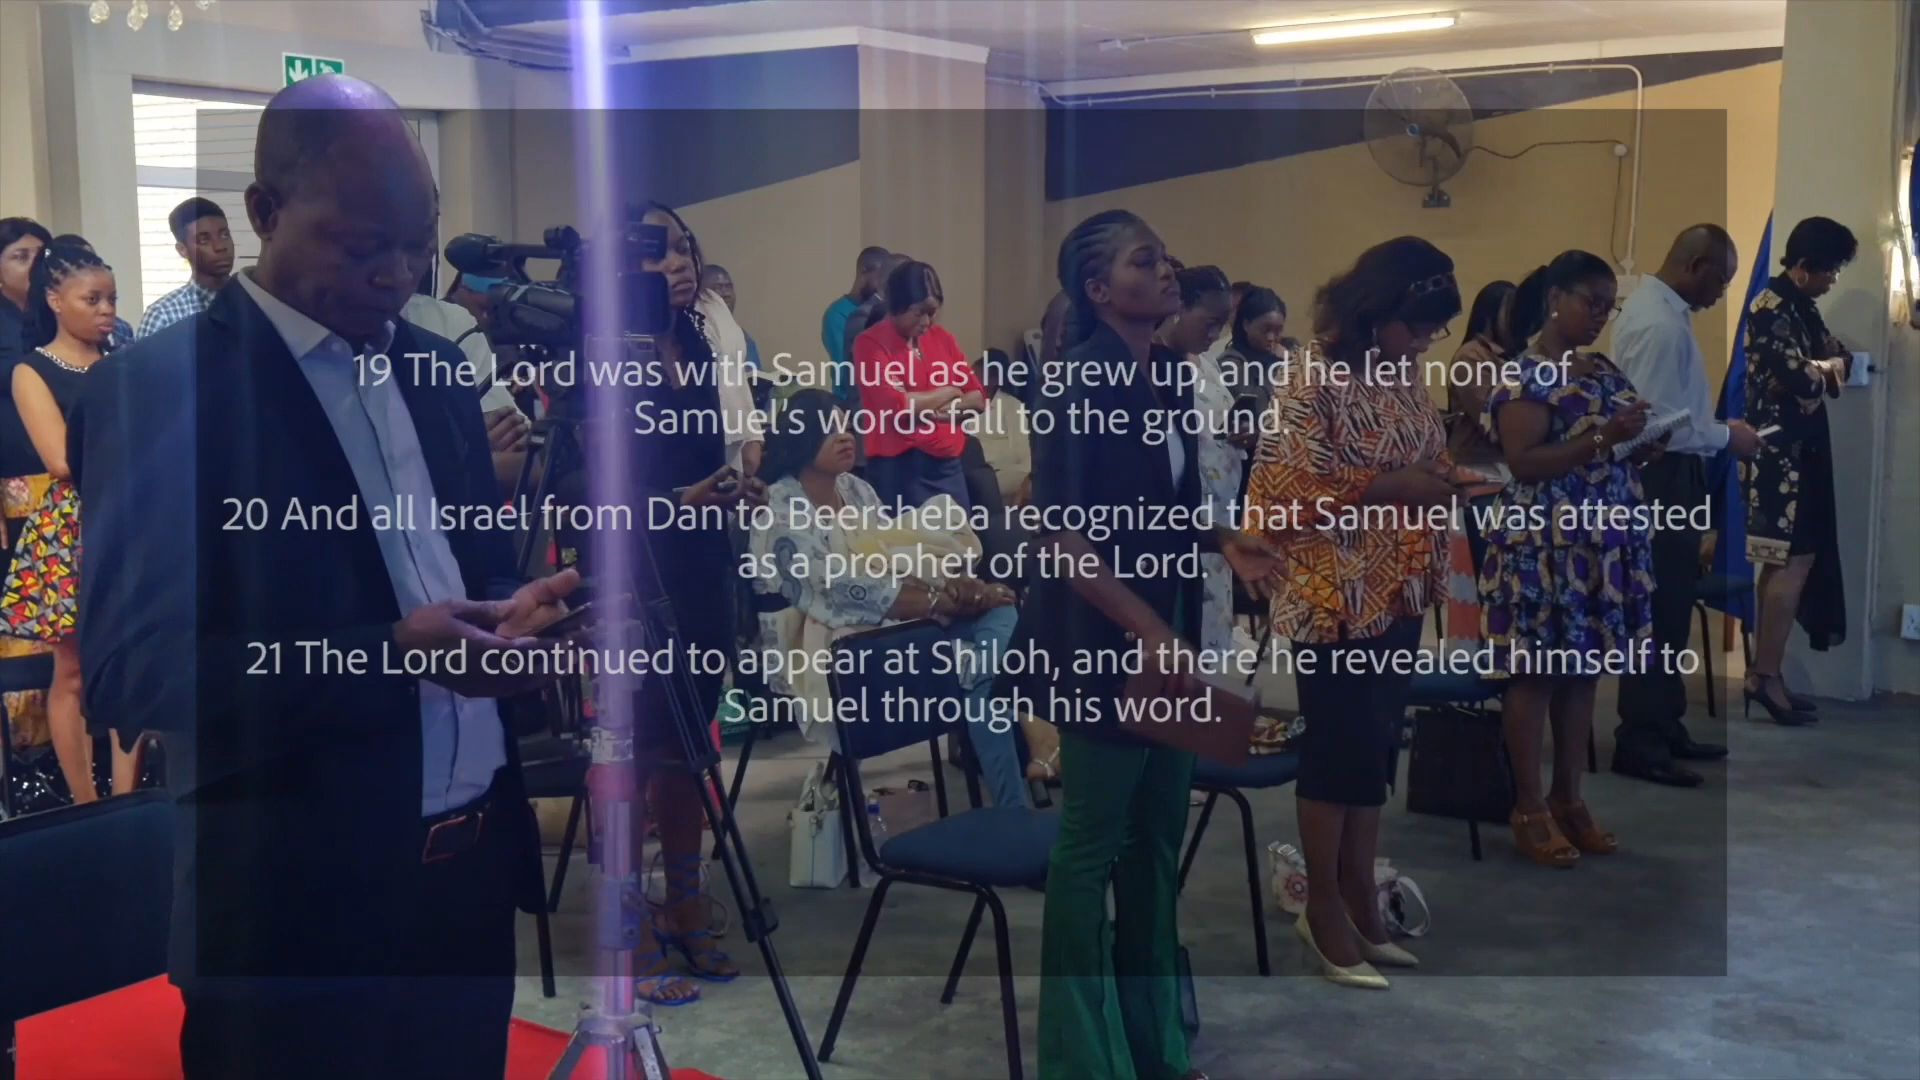 19 The Lord was with Samuel as he grew up, and he let none of
Samuel’s words fall to the ground.
20 And all Israel from Dan to Beersheba recognized that Samuel was attested
as a prophet of the Lord.
21 The Lord continued to appear at Shiloh, and there he revealed himself to
Samuel through his word.